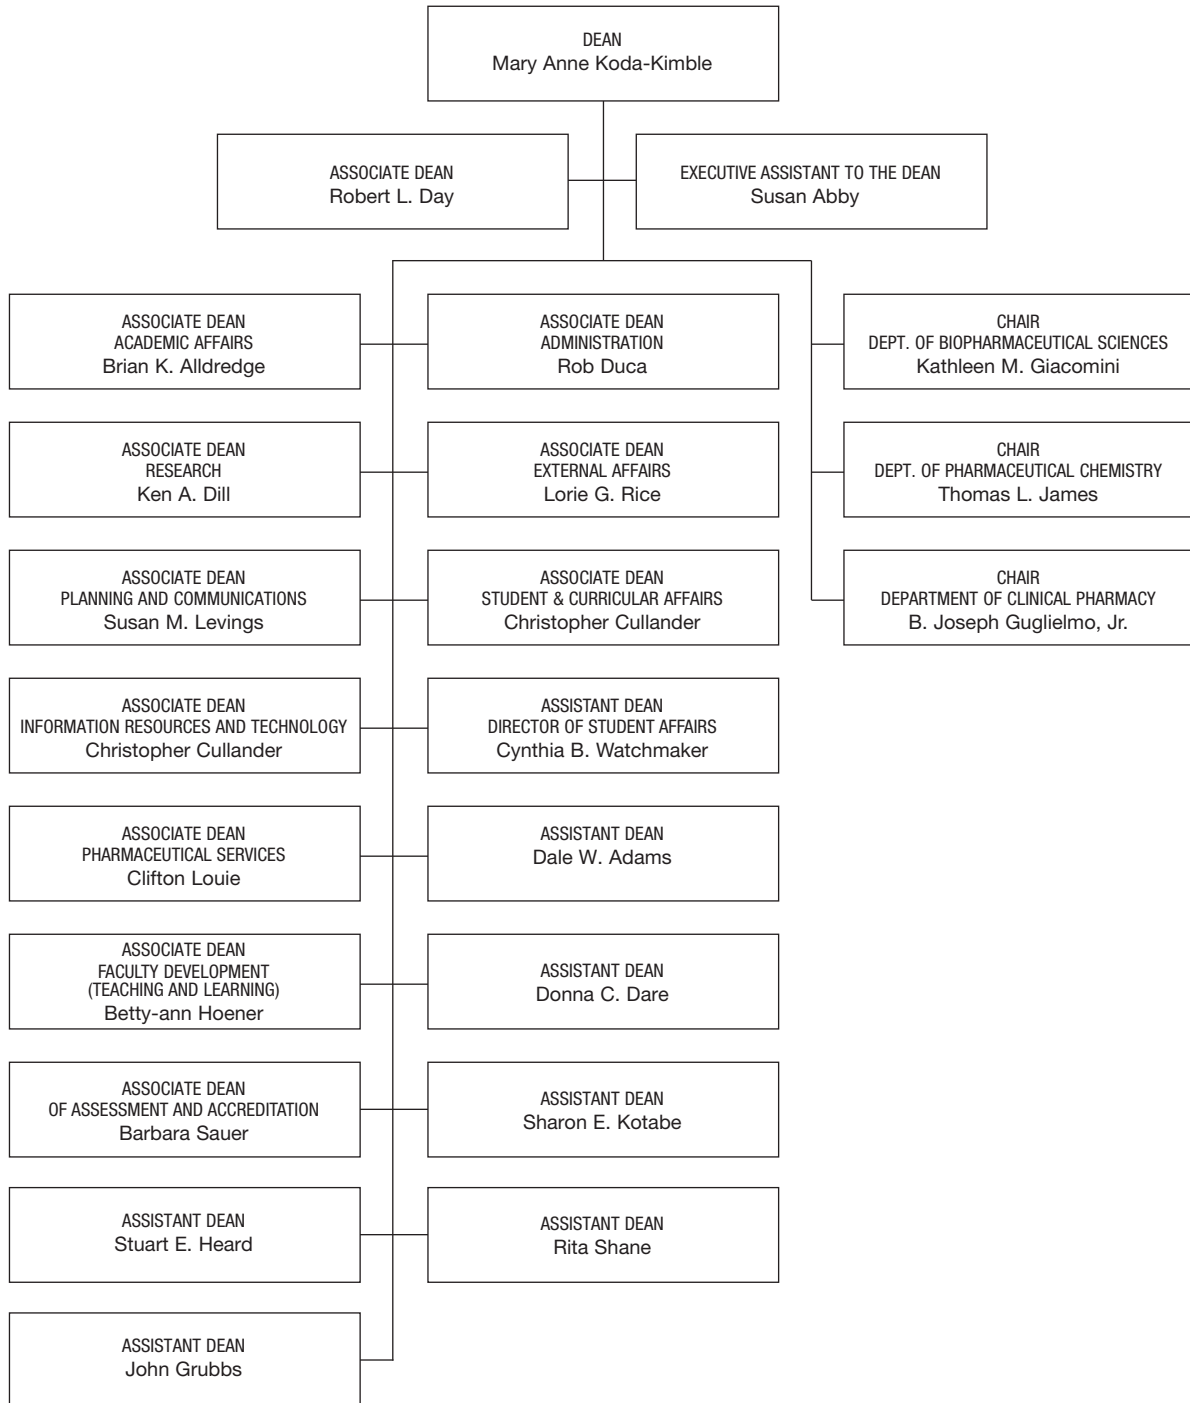 DEAN
Mary Anne Koda-Kimble
ASSOCIATE DEAN
Robert L. Day
EXECUTIVE ASSISTANT TO THE DEAN
Susan Abby
ASSOCIATE DEAN
ACADEMIC AFFAIRS
Brian K. Alldredge
ASSOCIATE DEAN
ADMINISTRATION
Rob Duca
CHAIR
DEPT. OF BIOPHARMACEUTICAL SCIENCES
Kathleen M. Giacomini
ASSOCIATE DEAN
RESEARCH
Ken A. Dill
ASSOCIATE DEAN
EXTERNAL AFFAIRS
Lorie G. Rice
CHAIR
DEPT. OF PHARMACEUTICAL CHEMISTRY
Thomas L. James
ASSOCIATE DEAN
PLANNING AND COMMUNICATIONS
Susan M. Levings
ASSOCIATE DEAN
STUDENT & CURRICULAR AFFAIRS
Christopher Cullander
CHAIR
DEPARTMENT OF CLINICAL PHARMACY
B. Joseph Guglielmo, Jr.
ASSOCIATE DEAN
INFORMATION RESOURCES AND TECHNOLOGY
Christopher Cullander
ASSISTANT DEAN
DIRECTOR OF STUDENT AFFAIRS
Cynthia B. Watchmaker
ASSOCIATE DEAN
PHARMACEUTICAL SERVICES
Clifton Louie
ASSISTANT DEAN
Dale W. Adams
ASSOCIATE DEAN
FACULTY DEVELOPMENT
(TEACHING AND LEARNING)
Betty-ann Hoener
ASSISTANT DEAN
Donna C. Dare
ASSOCIATE DEAN
OF ASSESSMENT AND ACCREDITATION
Barbara Sauer
ASSISTANT DEAN
Sharon E. Kotabe
ASSISTANT DEAN
Stuart E. Heard
ASSISTANT DEAN
Rita Shane
ASSISTANT DEAN
John Grubbs